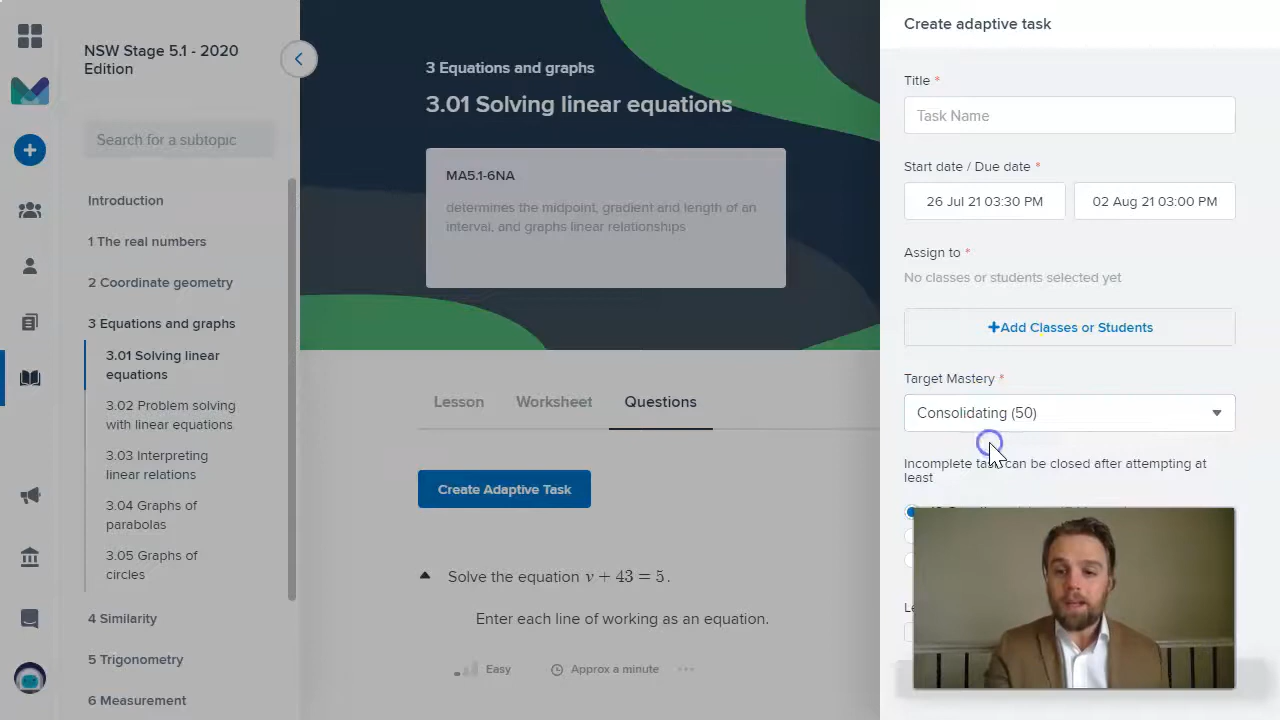 NSW Stage 5.1 - 2020
Edition
Search for a subtopic
Introduction
1 The real numbers
2 Coordinate geometry
3 Equations and graphs
3.01 Solving linear
equations
3.02 Problem solving
with linear equations
3.03 Interpreting
linear relations
3.04 Graphs of
parabolas
3.05 Graphs of
circles
4 Similarity
5 Trigonometry
6 Measurement
3 Equations and graphs
3.01 Solving linear equations
MA5.1-6NA
determines the midpoint, gradient and length of an
interval, and graphs linear relationships
Lesson
Worksheet
Questions
Create Adaptive Task
Solve the equation v + 43 = 5.
Enter each line of working as an equation.
Easy
Approx a minute
Create adaptive task
Title *
Task Name
Start date / Due date *
26 Jul 21 03:30 PM
02 Aug 21 03:00 PM
Assign to *
No classes or students selected yet
+Add Classes or Students
Target Mastery *
Consolidating (50)
Incomplete can be closed after attempting at
least